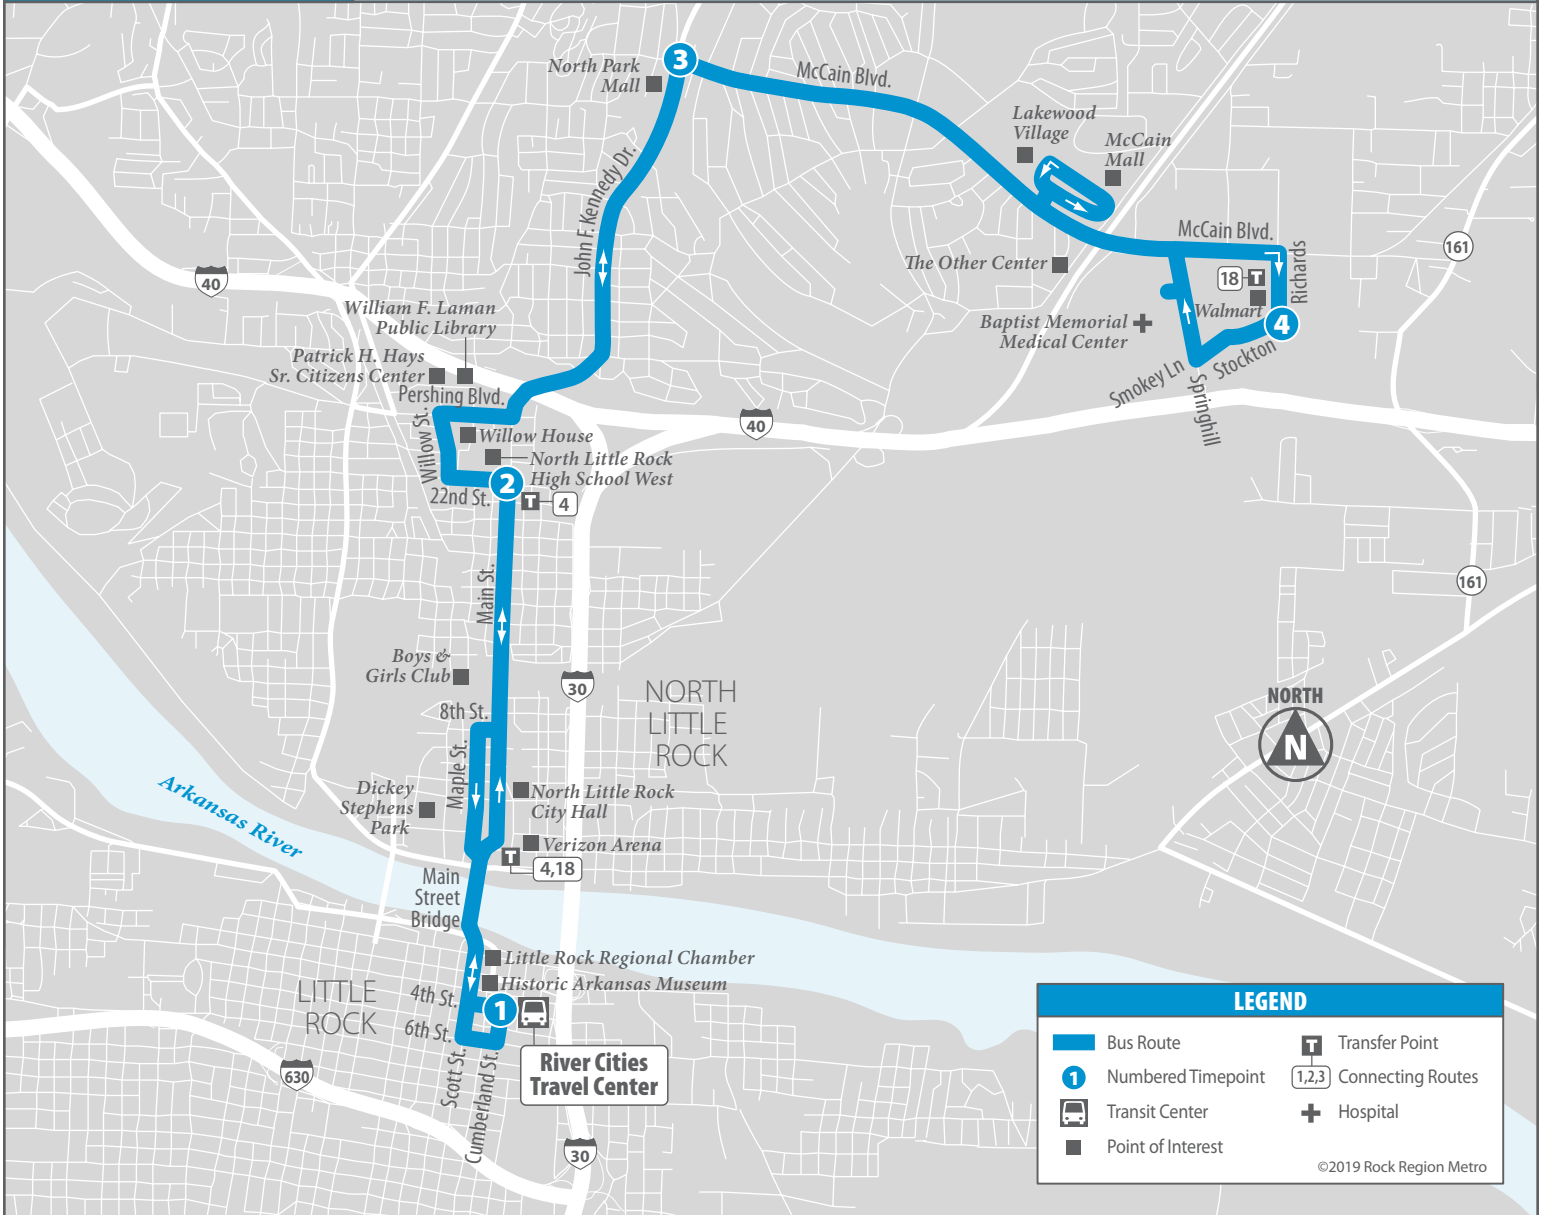 3
North Park
Mall
McCain Blvd.
Lakewood
Village
McCain
Mall
John F. Kennedy Dr.
McCain Blvd.
Richards
161
The Other Center
18
T
Walmart
4
40
William F. Laman
Public Library
Baptist Memorial
Medical Center
Patrick H. Hays
Sr. Citizens Center
Stockton
Smokey Ln
Springhill
Pershing Blvd.
Willow St.
40
Willow House
North Little Rock
High School West
2
22nd St.
T
4
Main St.
161
Boys &
Girls Club
30
NORTH
LITTLE
ROCK
NORTH
N
8th St.
Maple St.
Arkansas River
Dickey
Stephens
Park
North Little Rock
City Hall
Verizon Arena
T
4,18
Main
Street
Bridge
Little Rock Regional Chamber
Historic Arkansas Museum
LITTLE
ROCK
4th St.
1
6th St.
River Cities
Travel Center
Scott St.
Cumberland St.
630
30
LEGEND
Bus Route
T
Transfer Point
1
Numbered Timepoint
1,2,3
Connecting Routes
Transit Center
Hospital
Point of Interest
©2019 Rock Region Metro